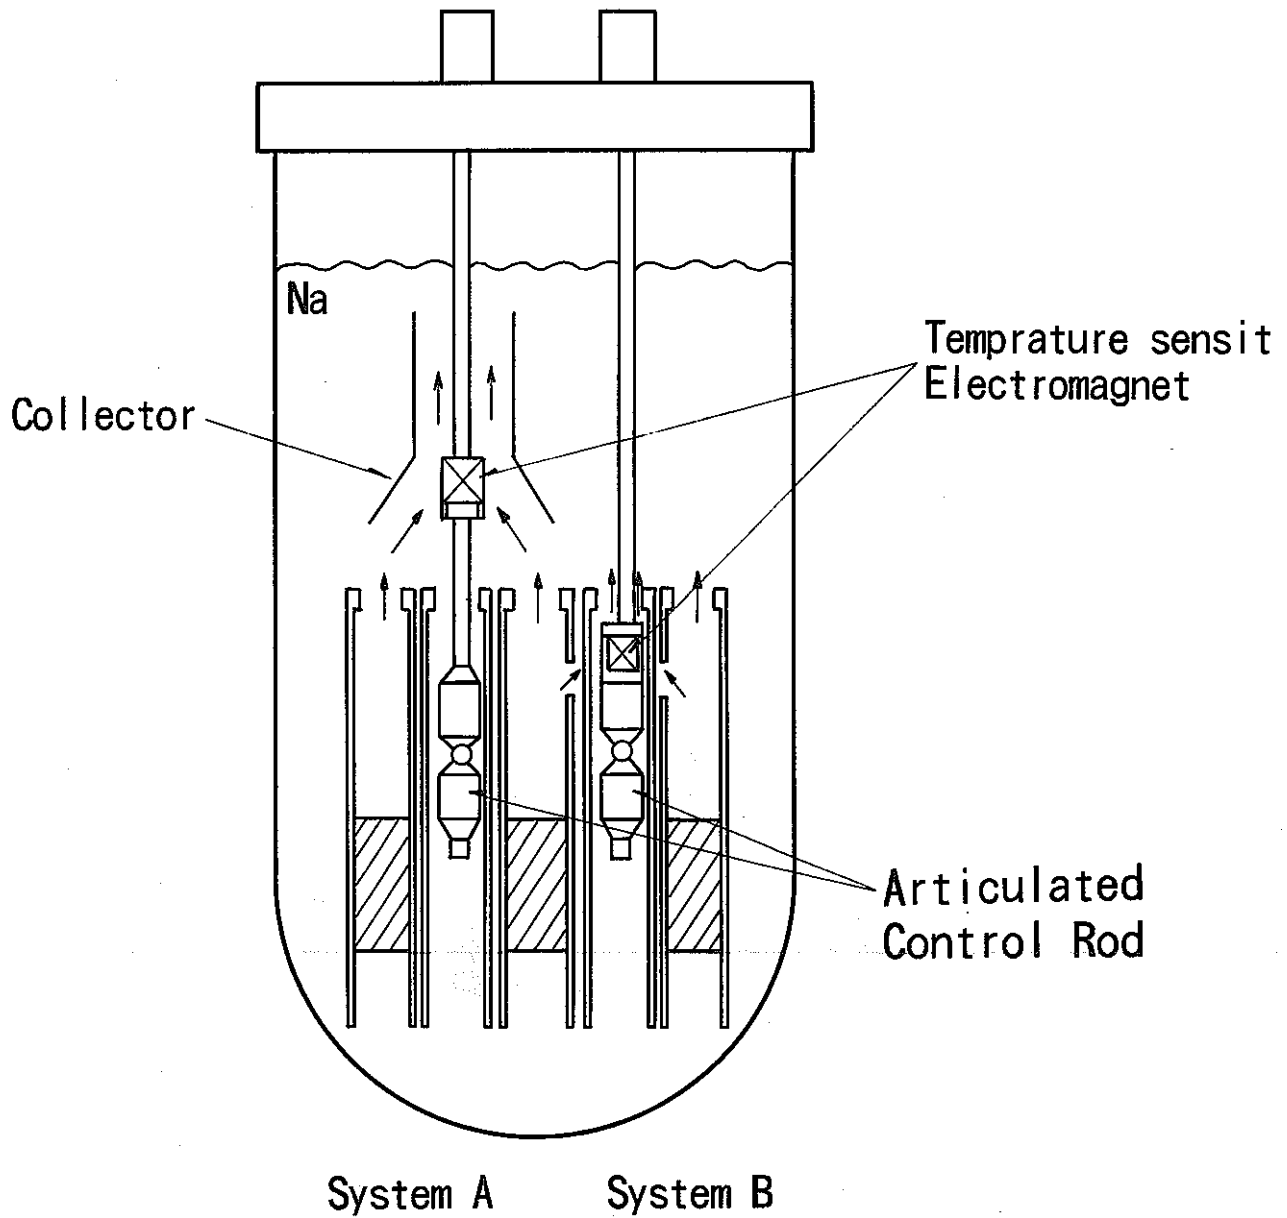 Na
Temprature sensit
Electromagnet
Collector
Articulated
Control Rod
System A
System B